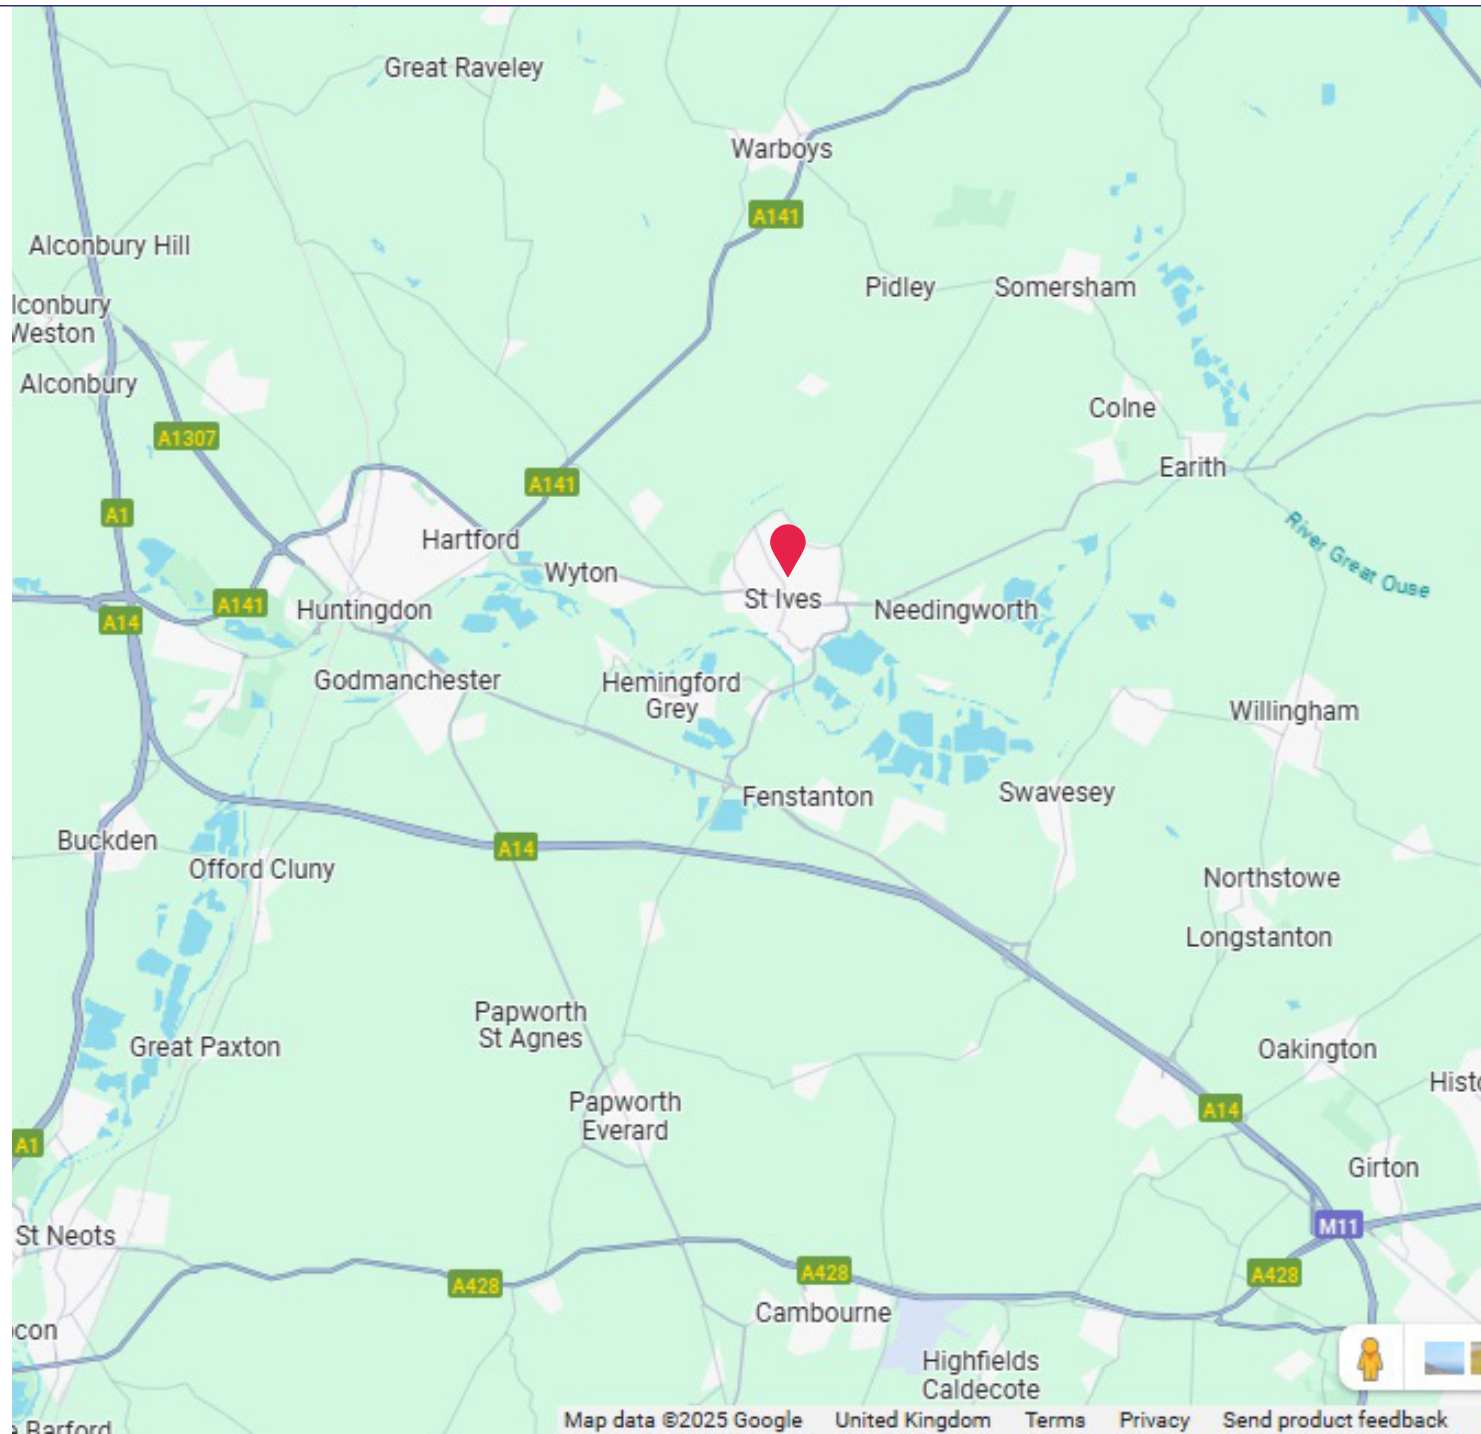 Great Raveley
Warboys
A141
Alconbury Hill
Pidley
Somersham
lconbury
Weston
Alconbury
Colne
A1307
Earith
A141
A1
River Great Ouse
Hartford
Wyton
St Ives
Needingworth
A141
Huntingdon
A14
Godmanchester
Hemingford
Grey
Willingham
Fenstanton
Swavesey
Buckden
A14
Offord Cluny
Northstowe
Longstanton
Papworth
St Agnes
Great Paxton
Oakington
Histo
Papworth
Everard
A14
A1
Girton
St Neots
M11
A428
A428
A428
Cambourne
ocon
Highfields
Caldecote
e Barford
Map data ©2025 Google United Kingdom Terms Privacy Send product feedback